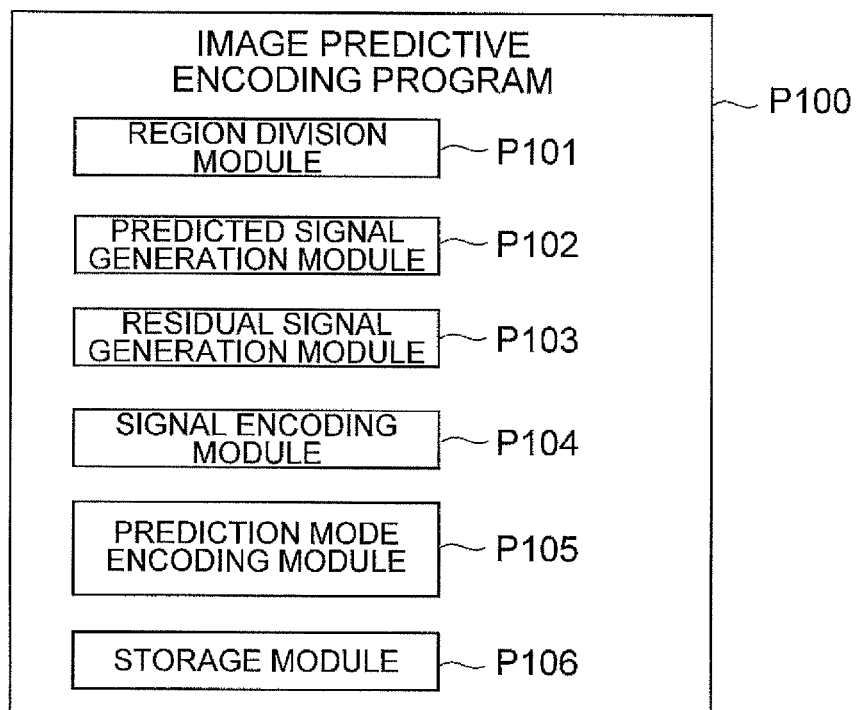 IMAGE PREDICTIVE
ENCODING PROGRAM
P100
REGION DIVISION
MODULE
P101
PREDICTED SIGNAL
GENERATION MODULE
P102
RESIDUAL SIGNAL
GENERATION MODULE
P103
SIGNAL ENCODING
MODULE
P104
PREDICTION MODE
ENCODING MODULE
P105
STORAGE MODULE
P106